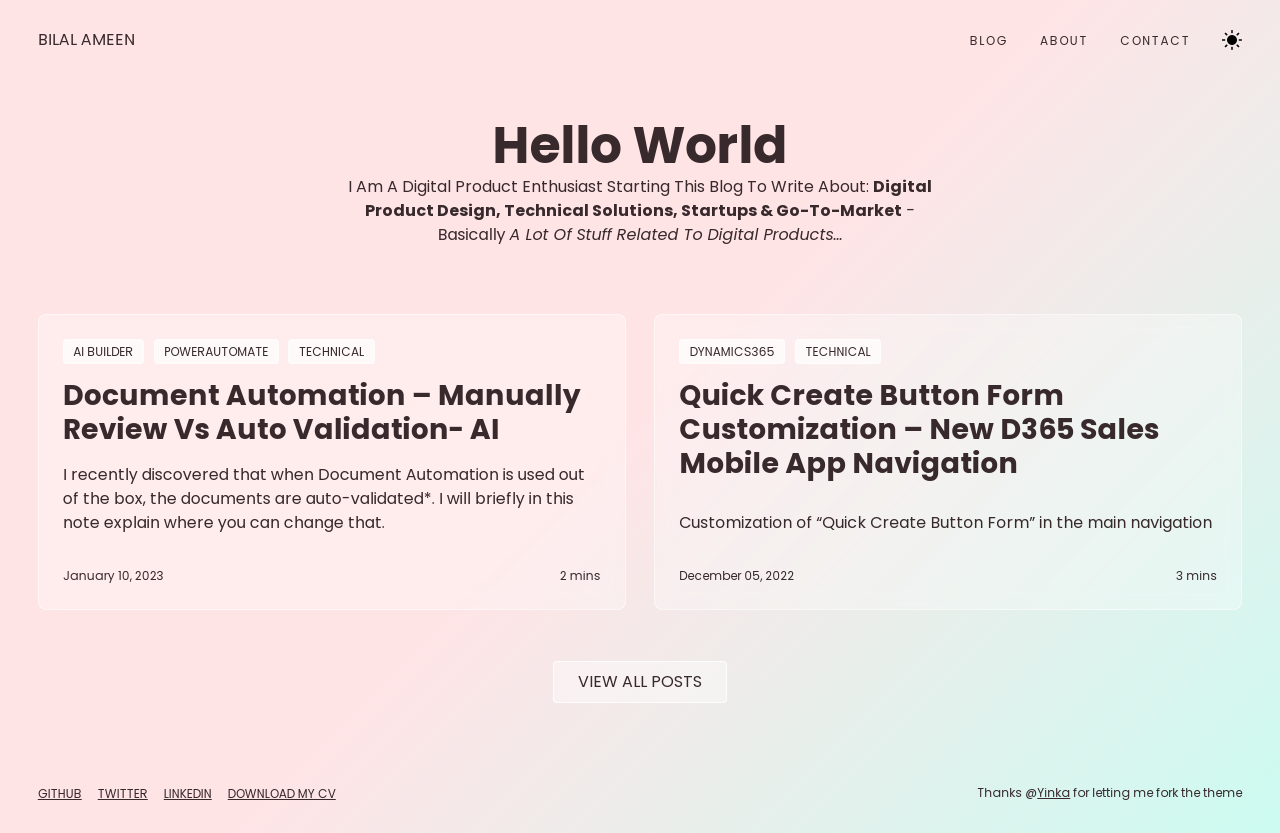 BILAL AMEEN
BLOG ABOUT CONTACT
Hello World
I Am A Digital Product Enthusiast Starting This Blog To Write About: Digital
Product Design, Technical Solutions, Startups & Go-To-Market -
Basically A Lot Of Stuff Related To Digital Products...
AI BUILDER POWERAUTOMATE TECHNICAL
Document Automation – Manually
Review Vs Auto Validation- AI
I recently discovered that when Document Automation is used out
of the box, the documents are auto-validated*. I will briefly in this
note explain where you can change that.
January 10, 2023 2 mins
DYNAMICS365 TECHNICAL
Quick Create Button Form
Customization – New D365 Sales
Mobile App Navigation
Customization of “Quick Create Button Form” in the main navigation
December 05, 2022 3 mins
VIEW ALL POSTS
GITHUB TWITTER LINKEDIN DOWNLOAD MY CV
Thanks @Yinka for letting me fork the theme